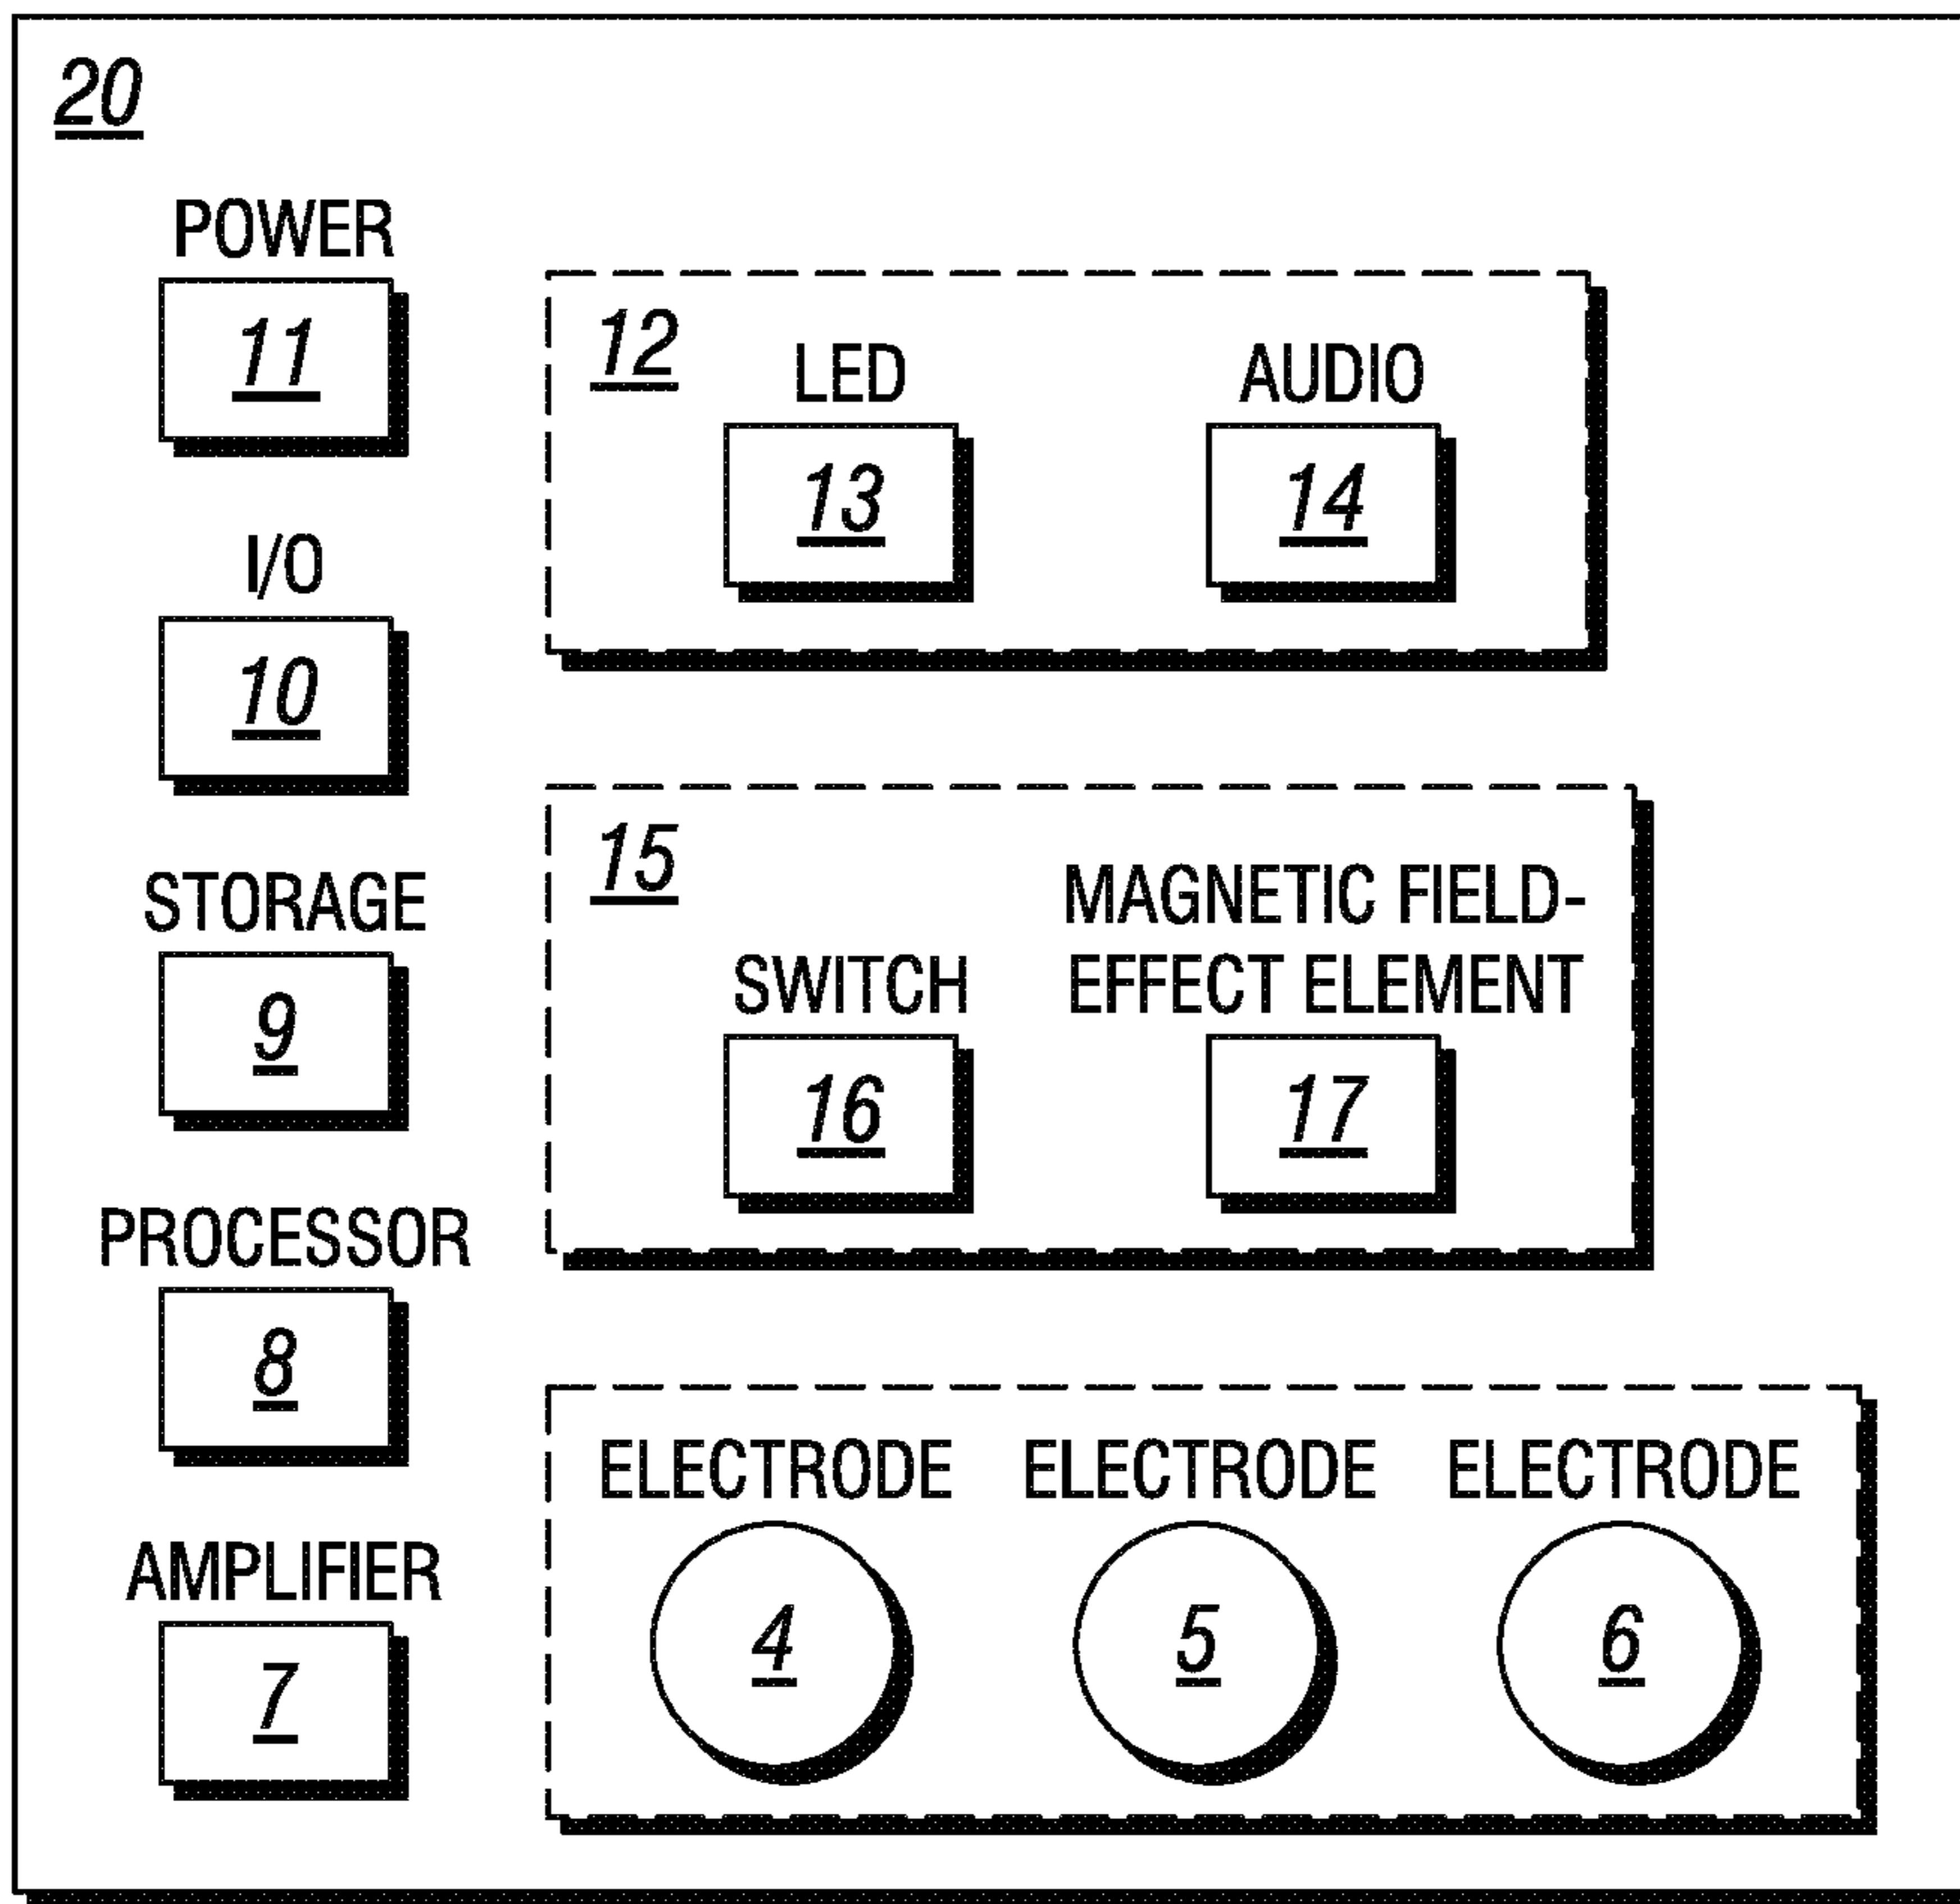 20
POWER
11
I/O
10
STORAGE
9
PROCESSOR
8
AMPLIFIER
7
12
LED
13
AUDIO
14
15
SWITCH
16
MAGNETIC FIELD-
EFFECT ELEMENT
17
ELECTRODE
4
ELECTRODE
5
ELECTRODE
6